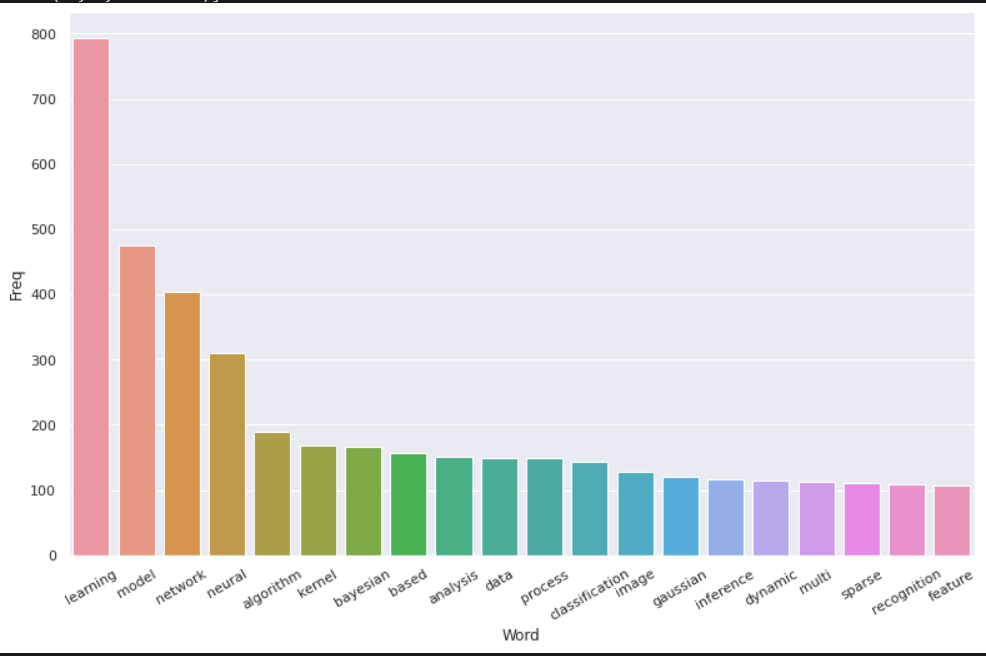 800
700
600
500
400
300
200
100
0
Freq
learning
model
network
neural
algorithm
kernel
bayesian
based
analysis
data
process
classification
image
gaussian
inference
dynamic
multi
sparse
recognition
feature
Word